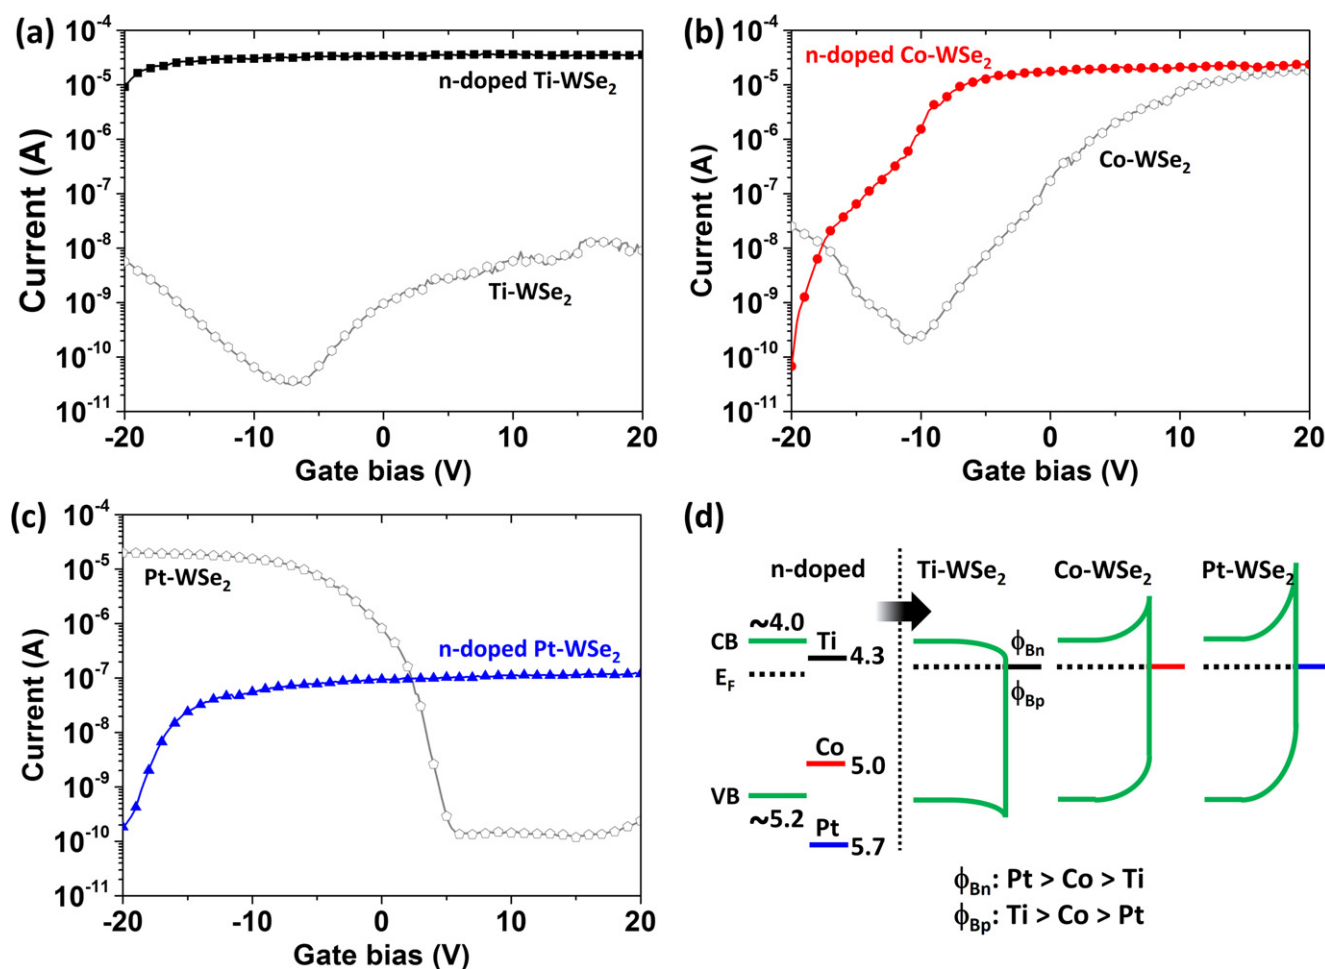 (a)
10⁻⁴
10⁻⁵
10⁻⁶
10⁻⁷
10⁻⁸
10⁻⁹
10⁻¹⁰
10⁻¹¹
Current (A)
n-doped Ti-WSe₂
Ti-WSe₂
-20 -10 0 10 20
Gate bias (V)
(b)
10⁻⁴
10⁻⁵
10⁻⁶
10⁻⁷
10⁻⁸
10⁻⁹
10⁻¹⁰
10⁻¹¹
Current (A)
n-doped Co-WSe₂
Co-WSe₂
-20 -10 0 10 20
Gate bias (V)
(c)
10⁻⁴
10⁻⁵
10⁻⁶
10⁻⁷
10⁻⁸
10⁻⁹
10⁻¹⁰
10⁻¹¹
Current (A)
Pt-WSe₂
n-doped Pt-WSe₂
-20 -10 0 10 20
Gate bias (V)
(d)
n-doped Ti-WSe₂ Co-WSe₂ Pt-WSe₂
~4.0
CB Ti 4.3
E_F
Co 5.0
VB
~5.2
Pt 5.7
ϕ_Bn
ϕ_Bp
ϕ_Bn: Pt > Co > Ti
ϕ_Bp: Ti > Co > Pt